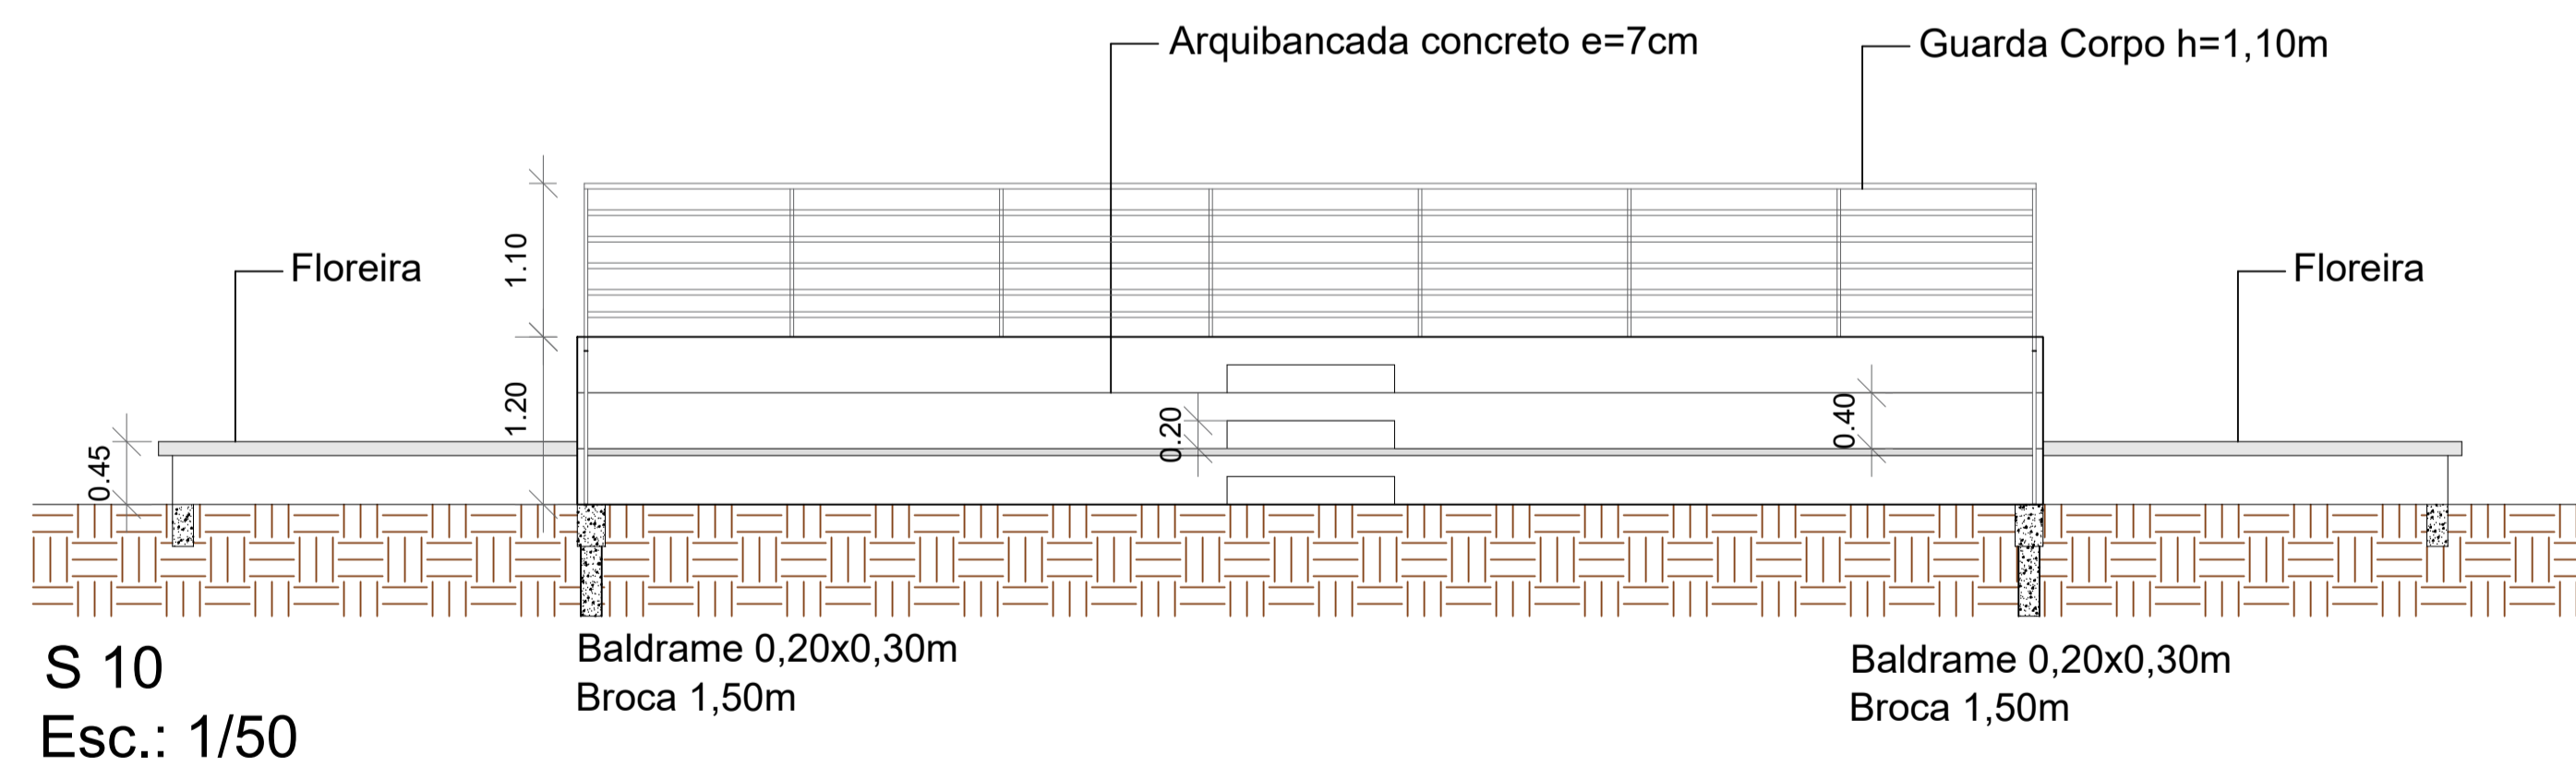 Arquibancada concreto e=7cm
Guarda Corpo h=1,10m
Floreira
Floreira
1.10
1.20
0.45
0.20
0.40
Baldrame 0,20x0,30m
Broca 1,50m
Baldrame 0,20x0,30m
Broca 1,50m
S 10
Esc.: 1/50